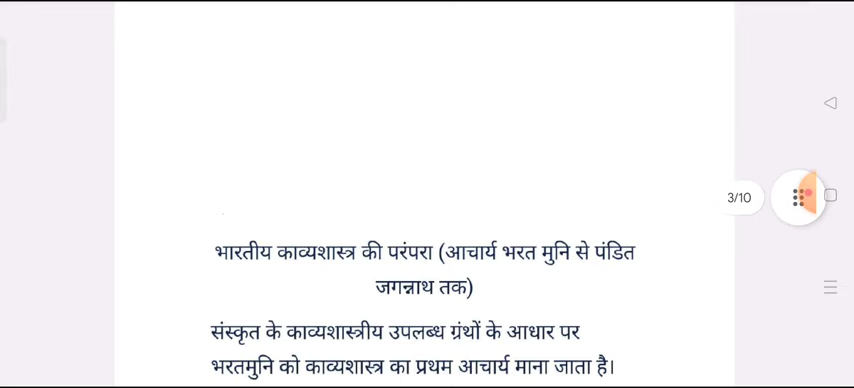 3/10
भारतीय काव्यशास्त्र की परंपरा (आचार्य भरत मुनि से पंडित
जगन्नाथ तक)
संस्कृत के काव्यशास्त्रीय उपलब्ध ग्रंथों के आधार पर
भरतमुनि को काव्यशास्त्र का प्रथम आचार्य माना जाता है।